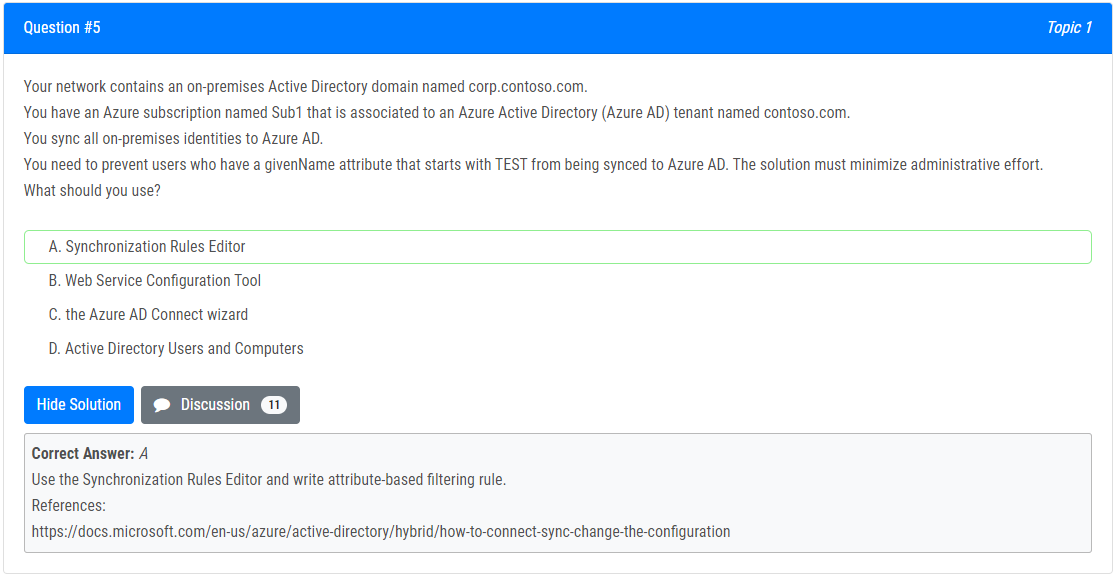 Question #5
Topic 1
Your network contains an on-premises Active Directory domain named corp.contoso.com.
You have an Azure subscription named Sub1 that is associated to an Azure Active Directory (Azure AD) tenant named contoso.com.
You sync all on-premises identities to Azure AD.
You need to prevent users who have a givenName attribute that starts with TEST from being synced to Azure AD. The solution must minimize administrative effort.
What should you use?
A. Synchronization Rules Editor
B. Web Service Configuration Tool
C. the Azure AD Connect wizard
D. Active Directory Users and Computers
Hide Solution
Discussion 11
Correct Answer: A
Use the Synchronization Rules Editor and write attribute-based filtering rule.
References:
https://docs.microsoft.com/en-us/azure/active-directory/hybrid/how-to-connect-sync-change-the-configuration